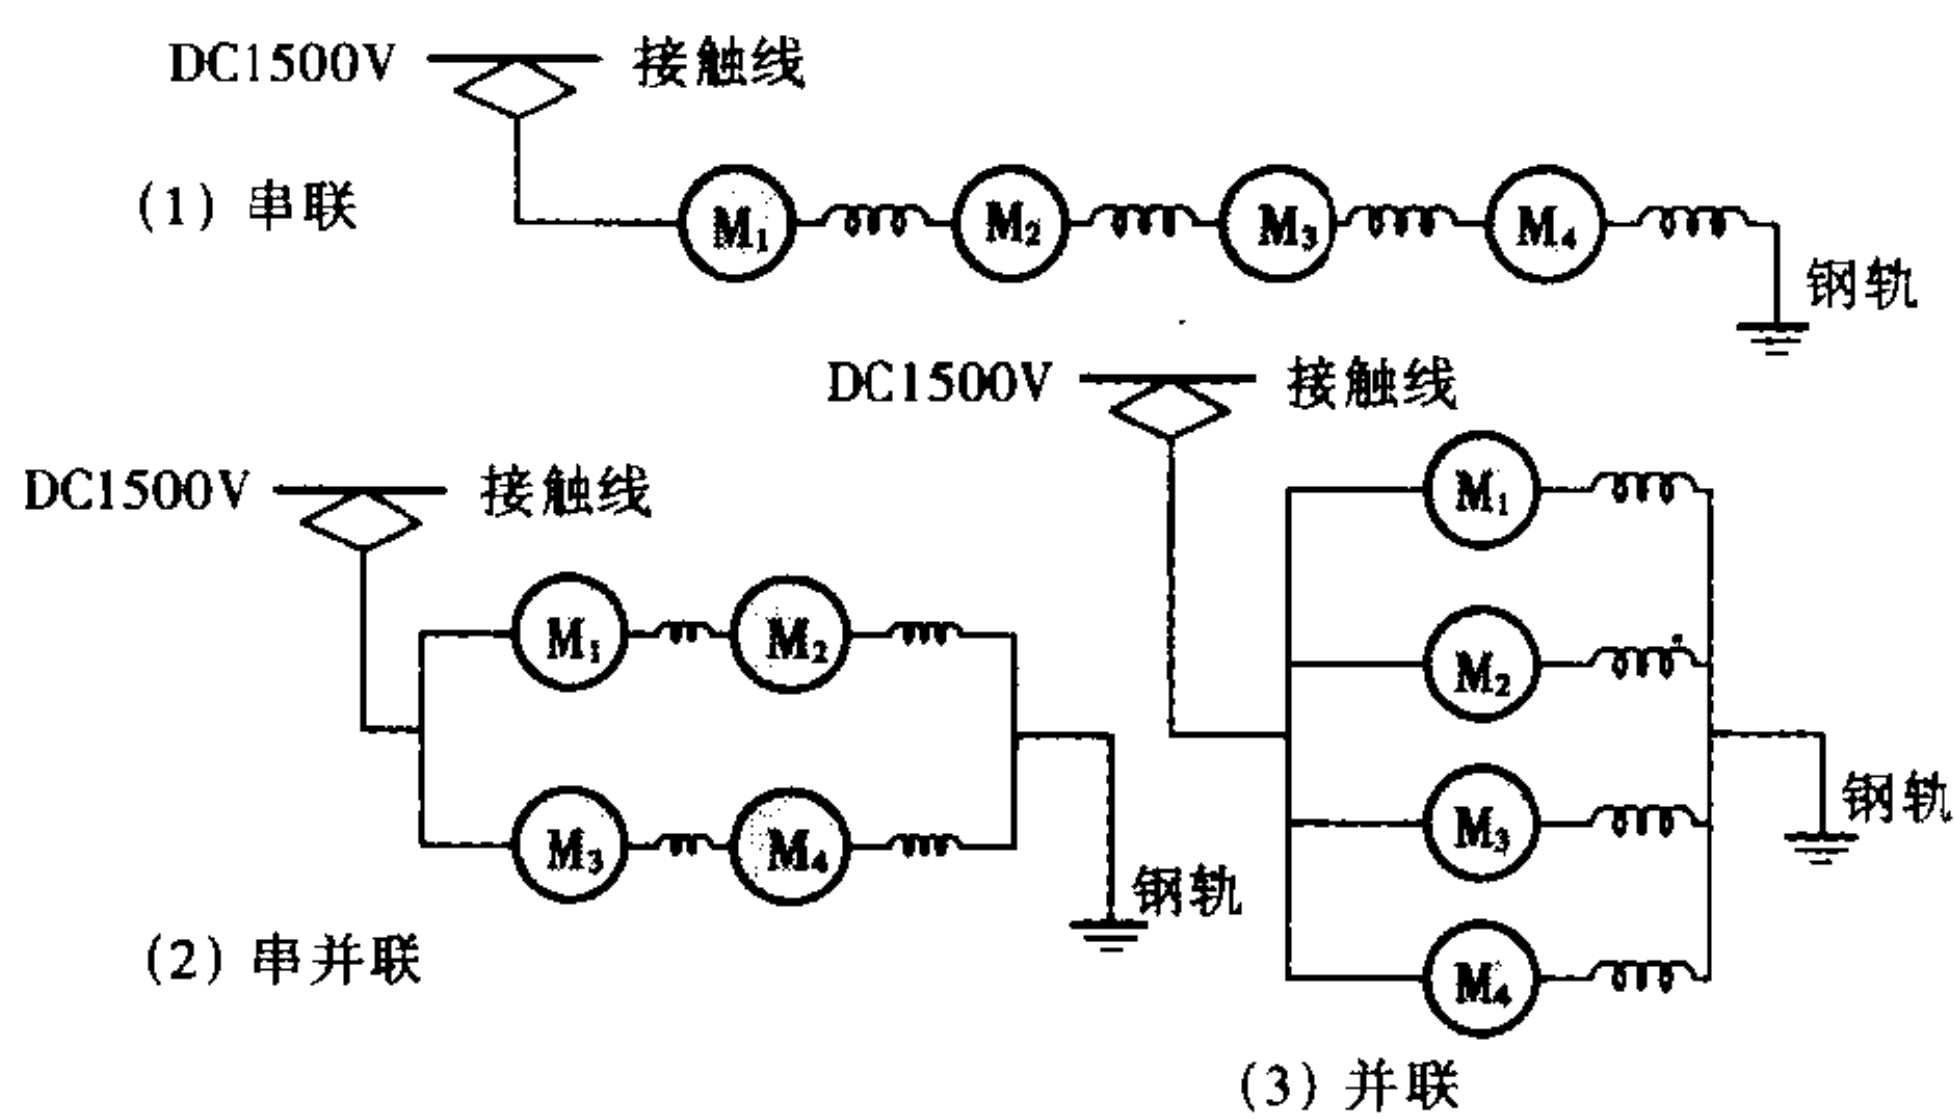 DC1500V 接触线
(1) 串联
M₁ M₂ M₃ M₄
钢轨
DC1500V 接触线
DC1500V 接触线
M₁ M₂
M₃ M₄
钢轨
(2) 串并联
M₁
M₂
M₃
M₄
钢轨
(3) 并联